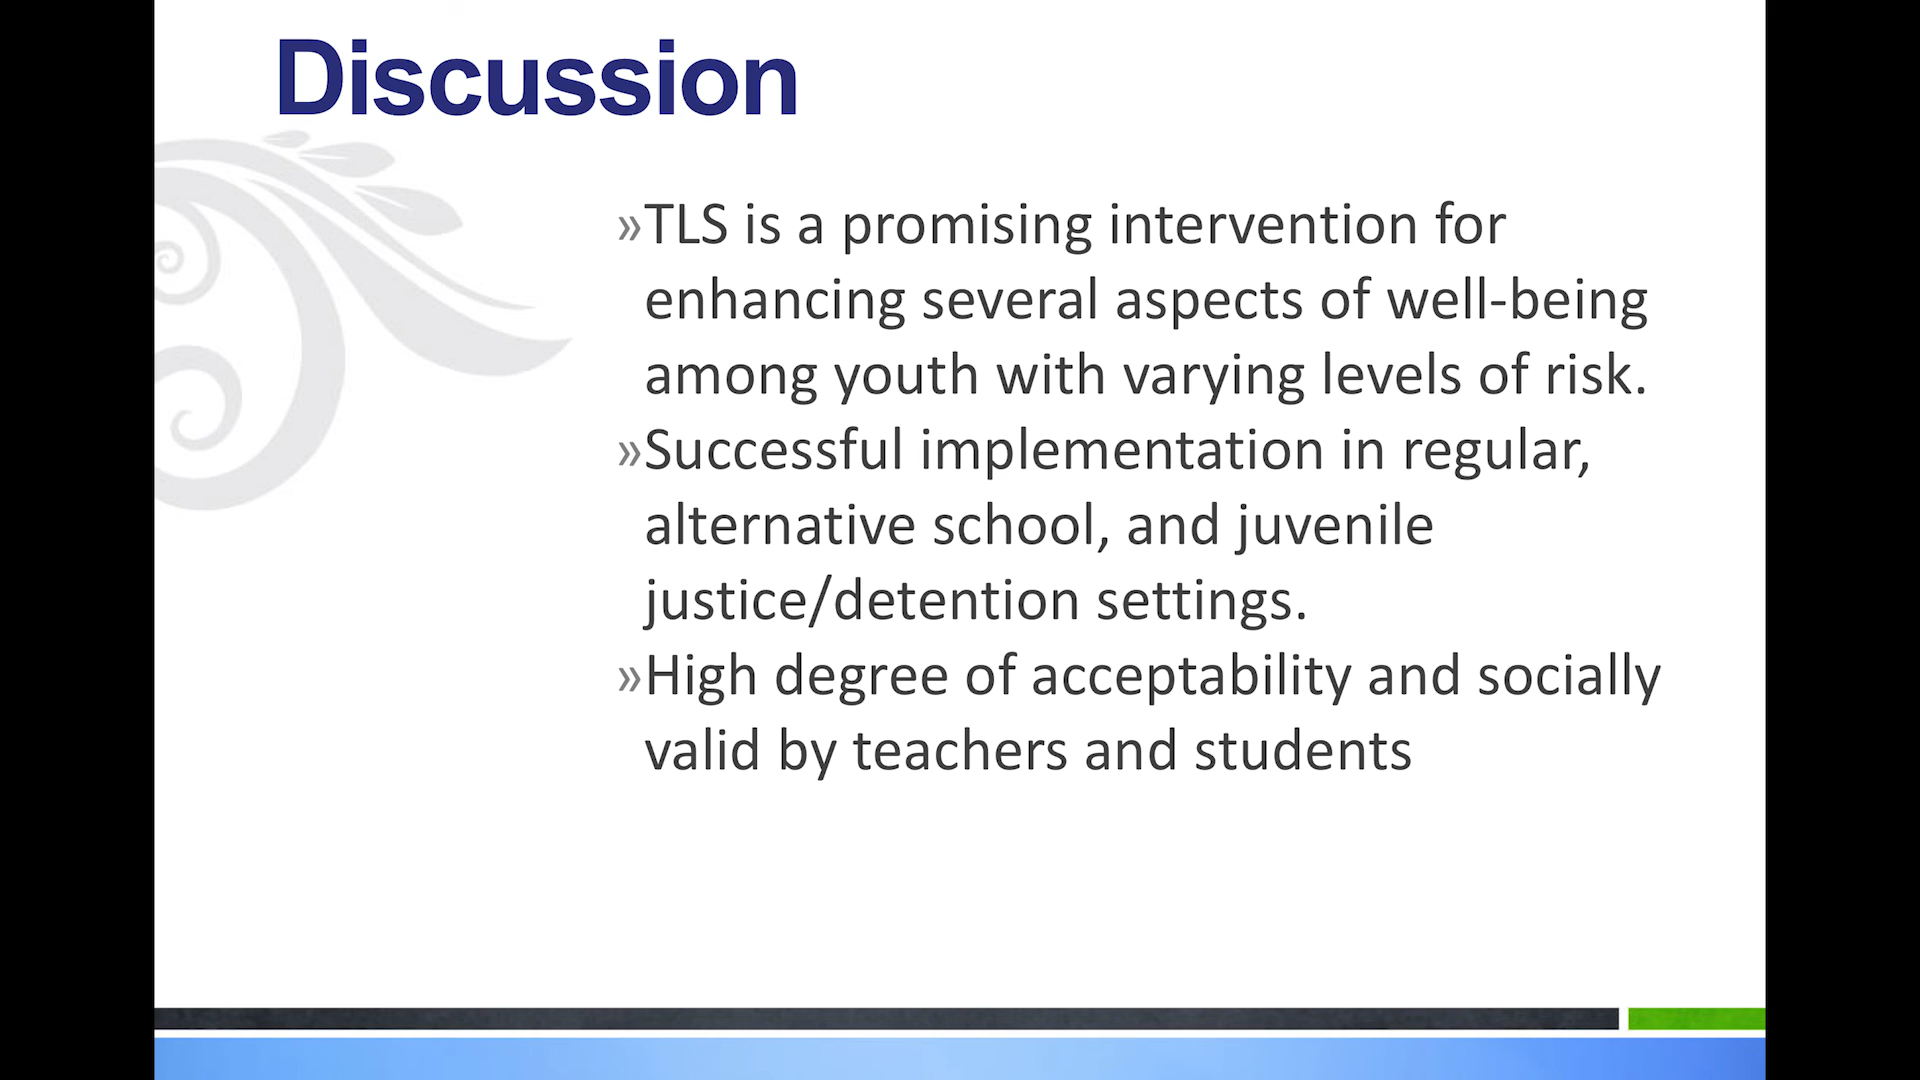 Discussion
»TLS is a promising intervention for
enhancing several aspects of well-being
among youth with varying levels of risk.
»Successful implementation in regular,
alternative school, and juvenile
justice/detention settings.
»High degree of acceptability and socially
valid by teachers and students